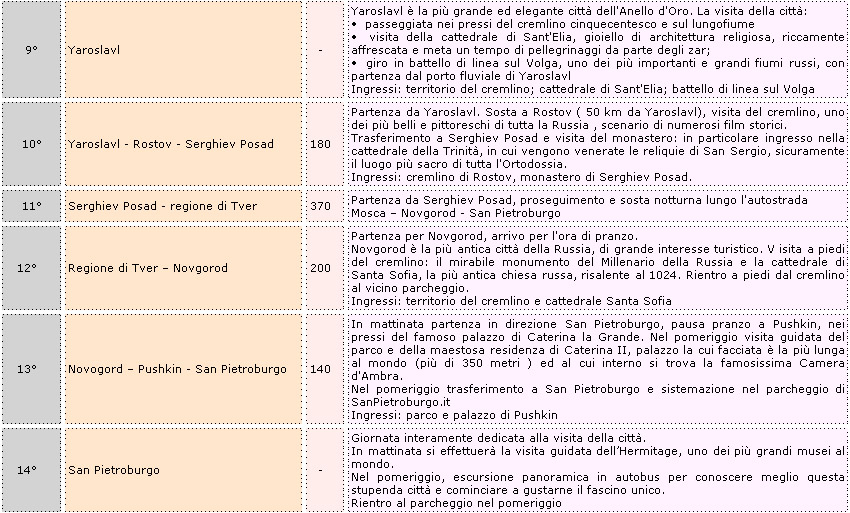 Yaroslavl è la più grande ed elegante città dell'Anello d'Oro. La visita della città:
• passeggiata nei pressi del cremlino cinquecentesco e sul lungofiume
• visita della cattedrale di Sant'Elia, gioiello di architettura religiosa, riccamente
9° Yaroslavl -
affrescata e meta un tempo di pellegrinaggi da parte degli zar;
• giro in battello di linea sul Volga, uno dei più importanti e grandi fiumi russi, con
partenza dal porto fluviale di Yaroslavl
Ingressi: territorio del cremlino; cattedrale di Sant'Elia; battello di linea sul Volga
Partenza da Yaroslavl. Sosta a Rostov ( 50 km da Yaroslavl), visita del cremlino, uno
dei più belli e pittoreschi di tutta la Russia , scenario di numerosi film storici.
10° Yaroslavl - Rostov - Serghiev Posad 180
Trasferimento a Serghiev Posad e visita del monastero: in particolare ingresso nella
cattedrale della Trinità, in cui vengono venerate le reliquie di San Sergio, sicuramente
il luogo più sacro di tutta l'Ortodossia.
Ingressi: cremlino di Rostov, monastero di Serghiev Posad.
11° Serghiev Posad - regione di Tver 370
Partenza da Serghiev Posad, proseguimento e sosta notturna lungo l'autostrada
Mosca – Novgorod - San Pietroburgo
Partenza per Novgorod, arrivo per l'ora di pranzo.
Novgorod è la più antica città della Russia, di grande interesse turistico. V isita a piedi
del cremlino: il mirabile monumento del Millenario della Russia e la cattedrale di
12° Regione di Tver – Novgorod 200
Santa Sofia, la più antica chiesa russa, risalente al 1024. Rientro a piedi dal cremlino
al vicino parcheggio.
Ingressi: territorio del cremlino e cattedrale Santa Sofia
In mattinata partenza in direzione San Pietroburgo, pausa pranzo a Pushkin, nei
pressi del famoso palazzo di Caterina la Grande. Nel pomeriggio visita guidata del
parco e della maestosa residenza di Caterina II, palazzo la cui facciata è la più lunga
al mondo (più di 350 metri ) ed al cui interno si trova la famosissima Camera
13° Novogord – Pushkin - San Pietroburgo 140
d'Ambra.
Nel pomeriggio trasferimento a San Pietroburgo e sistemazione nel parcheggio di
SanPietroburgo.it
Ingressi: parco e palazzo di Pushkin
Giornata interamente dedicata alla visita della città.
In mattinata si effettuerà la visita guidata dell'Hermitage, uno dei più grandi musei al
mondo.
14° San Pietroburgo -
Nel pomeriggio, escursione panoramica in autobus per conoscere meglio questa
stupenda città e cominciare a gustarne il fascino unico.
Rientro al parcheggio nel pomeriggio